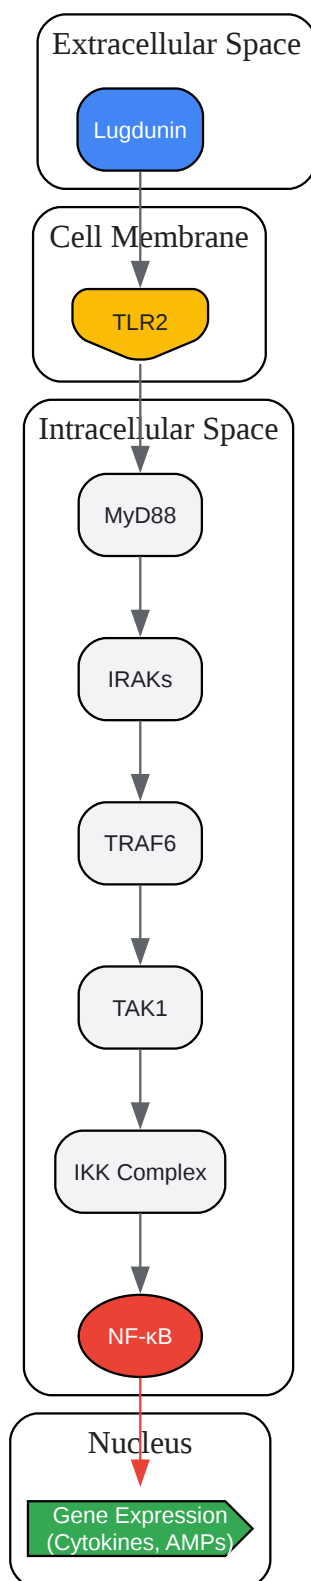 Extracellular Space
Lugdunin
Cell Membrane
TLR2
Intracellular Space
MyD88
IRAKs
TRAF6
TAK1
IKK Complex
NF-κB
Nucleus
Gene Expression
(Cytokines, AMPs)